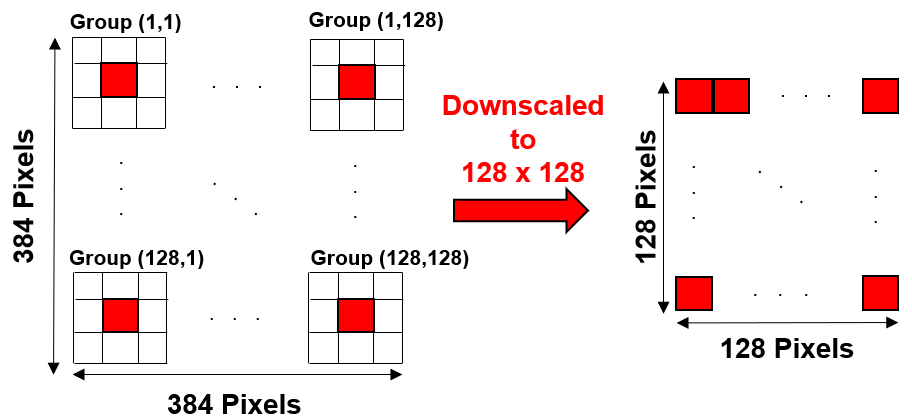 Group (1,1)
Group (1,128)
384 Pixels
Group (128,1)
Group (128,128)
384 Pixels
Downscaled
to
128 x 128
128 Pixels
128 Pixels